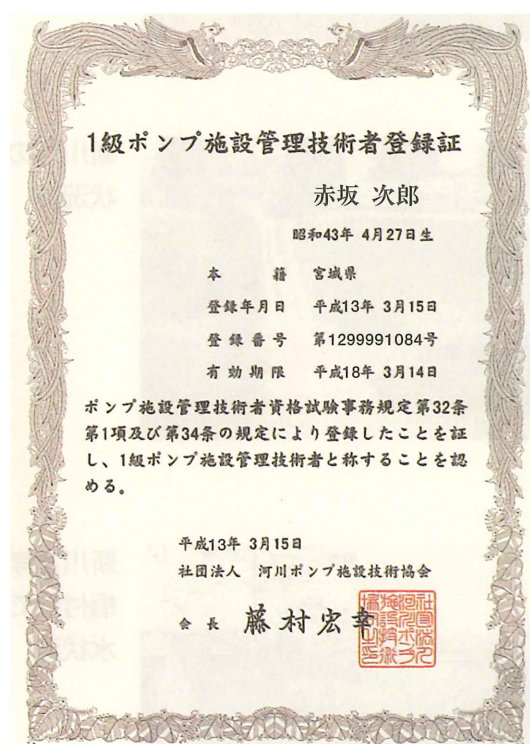 1級ポンプ施設管理技術者登録証
赤坂 次郎
昭和43年 4月27日生
本 籍 宮城県
登録年月日 平成13年 3月15日
登録番号 第1299991084号
有効期限 平成18年 3月14日
ポンプ施設管理技術者資格試験事務規定第32条
第1項及び第34条の規定により登録したことを証
し、1級ポンプ施設管理技術者と称することを認
める。
平成13年 3月15日
社団法人 河川ポンプ施設技術協会
会長 藤村宏幸